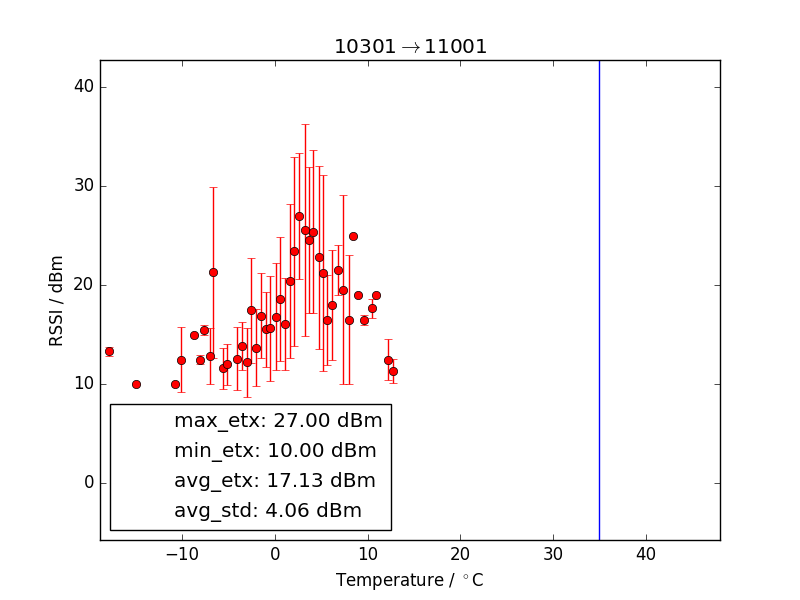 10301→11001
RSSI / dBm
40
30
20
10
0
max_etx: 27.00 dBm
min_etx: 10.00 dBm
avg_etx: 17.13 dBm
avg_std: 4.06 dBm
−10 0 10 20 30 40
Temperature / °C